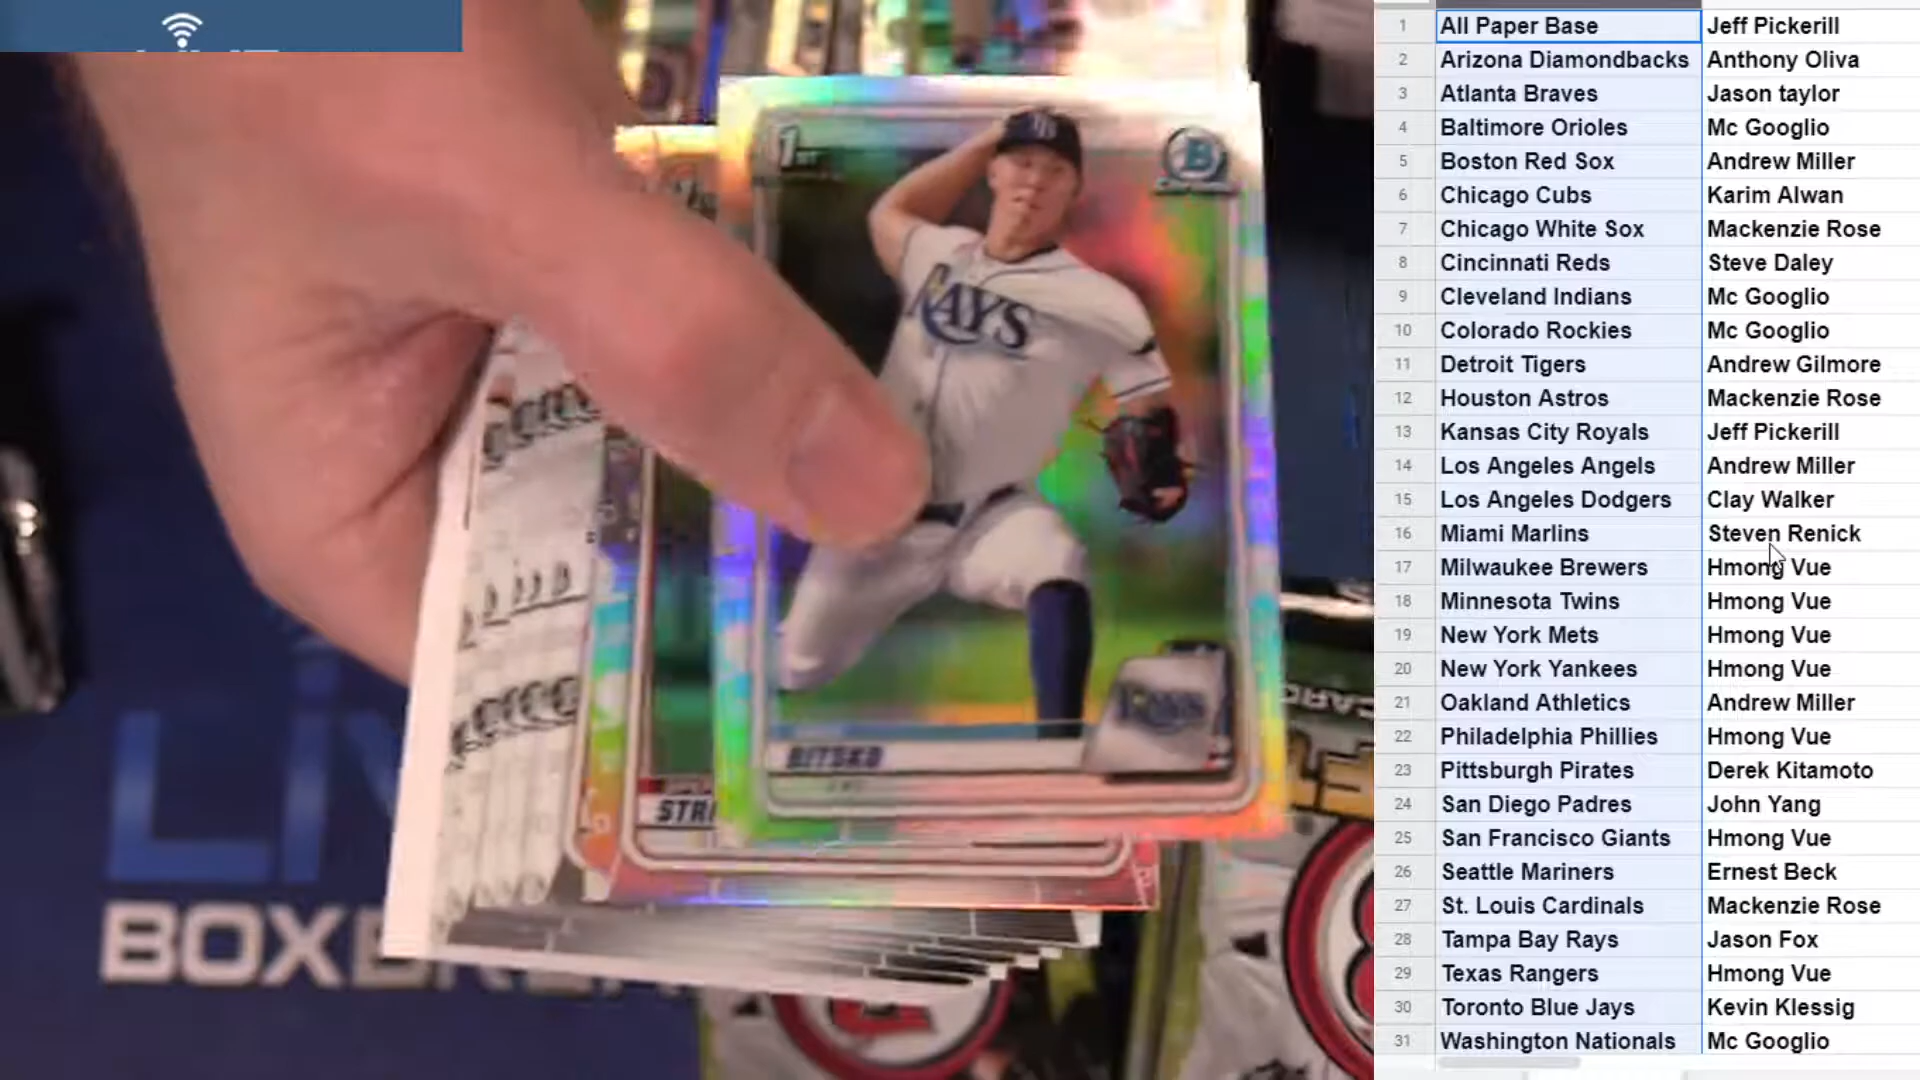 1ST
B
RAYS
BITSKO
RAYS
STR
LiV
BOXBREA
1 All Paper Base Jeff Pickerill
2 Arizona Diamondbacks Anthony Oliva
3 Atlanta Braves Jason taylor
4 Baltimore Orioles Mc Googlio
5 Boston Red Sox Andrew Miller
6 Chicago Cubs Karim Alwan
7 Chicago White Sox Mackenzie Rose
8 Cincinnati Reds Steve Daley
9 Cleveland Indians Mc Googlio
10 Colorado Rockies Mc Googlio
11 Detroit Tigers Andrew Gilmore
12 Houston Astros Mackenzie Rose
13 Kansas City Royals Jeff Pickerill
14 Los Angeles Angels Andrew Miller
15 Los Angeles Dodgers Clay Walker
16 Miami Marlins Steven Renick
17 Milwaukee Brewers Hmong Vue
18 Minnesota Twins Hmong Vue
19 New York Mets Hmong Vue
20 New York Yankees Hmong Vue
21 Oakland Athletics Andrew Miller
22 Philadelphia Phillies Hmong Vue
23 Pittsburgh Pirates Derek Kitamoto
24 San Diego Padres John Yang
25 San Francisco Giants Hmong Vue
26 Seattle Mariners Ernest Beck
27 St. Louis Cardinals Mackenzie Rose
28 Tampa Bay Rays Jason Fox
29 Texas Rangers Hmong Vue
30 Toronto Blue Jays Kevin Klessig
31 Washington Nationals Mc Googlio